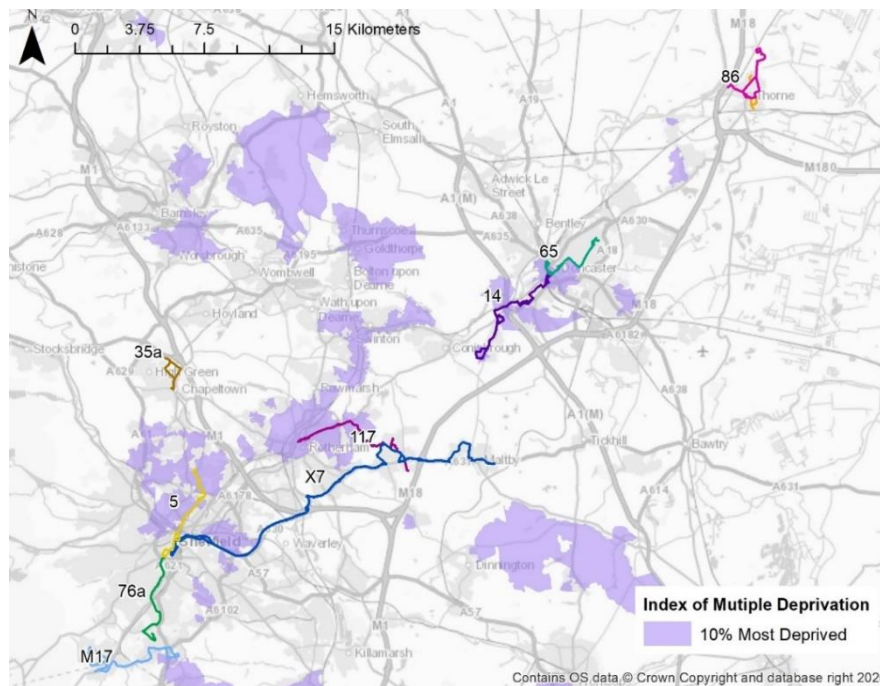 N
0 3.75 7.5 15 Kilometers
M18
86
Thorne
Hemsworth
A1
A19
Royston
South
Elmsall
M180
M1
Adwick Le
Street
A1(M)
A638
Barnsley
A628
A6133
A635
Bentley
A630
A635
Thurnscoe
Goldthorpe
A18
65
Worsbrough
Wombwell
Bolton upon
Dearne
Doncaster
14
M18
Hoyland
Wath upon
Dearne
A6182
Swinton
Stocksbridge
35a
Conisbrough
A629
High Green
Chapeltown
Rawmarsh
A638
A1(M)
117
Rotherham
Tickhill
Bawtry
M1
Maltby
X7
A6178
A631
5
M18
A614
Sheffield
Waverley
Dinnington
A57
76a
A6102
A57
Index of Mutiple Deprivation
10% Most Deprived
M17
Killamarsh
Contains OS data © Crown Copyright and database right 202